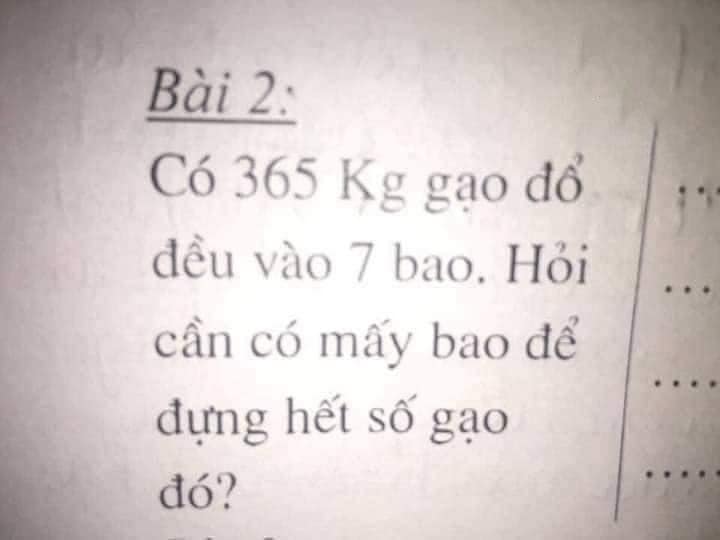 Bài 2:
Có 365 Kg gạo đổ
đều vào 7 bao. Hỏi
cần có mấy bao để
đựng hết số gạo
đó?